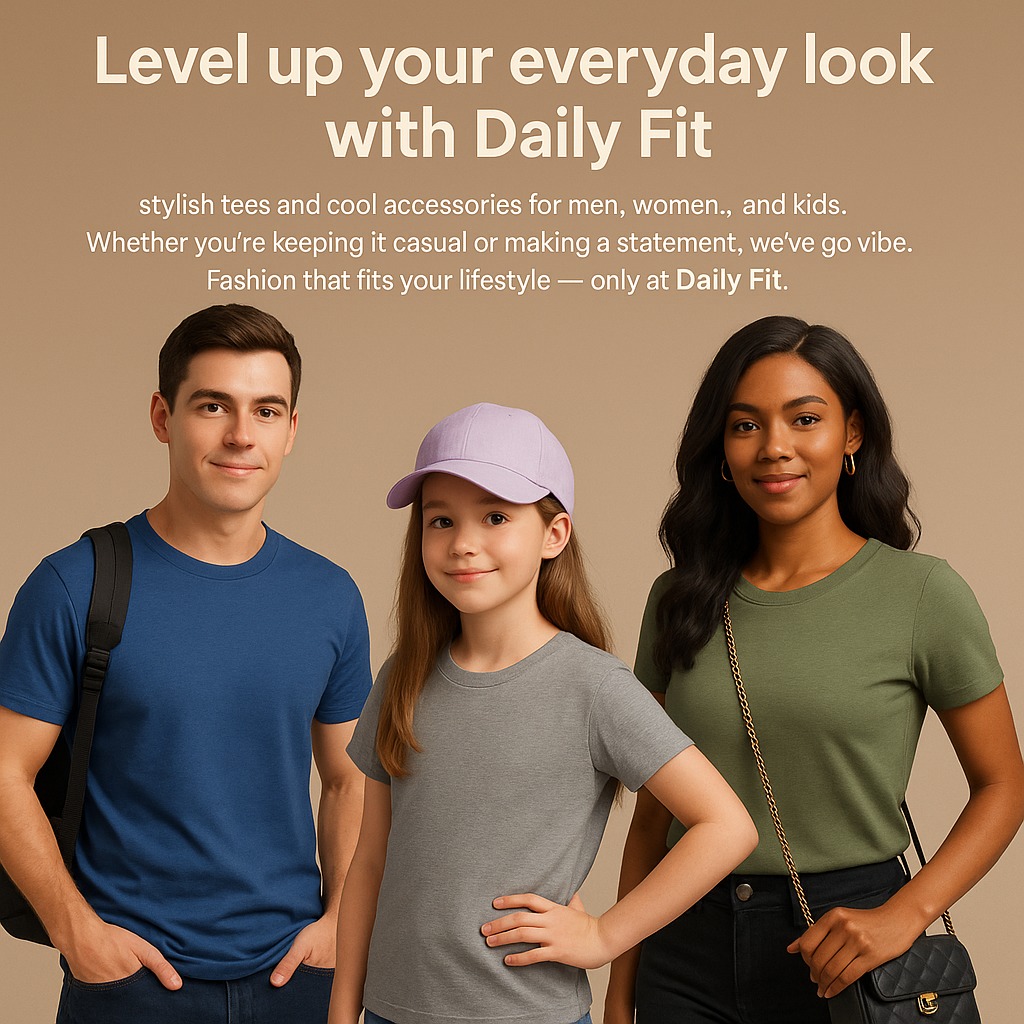 Level up your everyday look
with Daily Fit
stylish tees and cool accessories for men, women., and kids.
Whether you're keeping it casual or making a statement, we've go vibe.
Fashion that fits your lifestyle — only at Daily Fit.